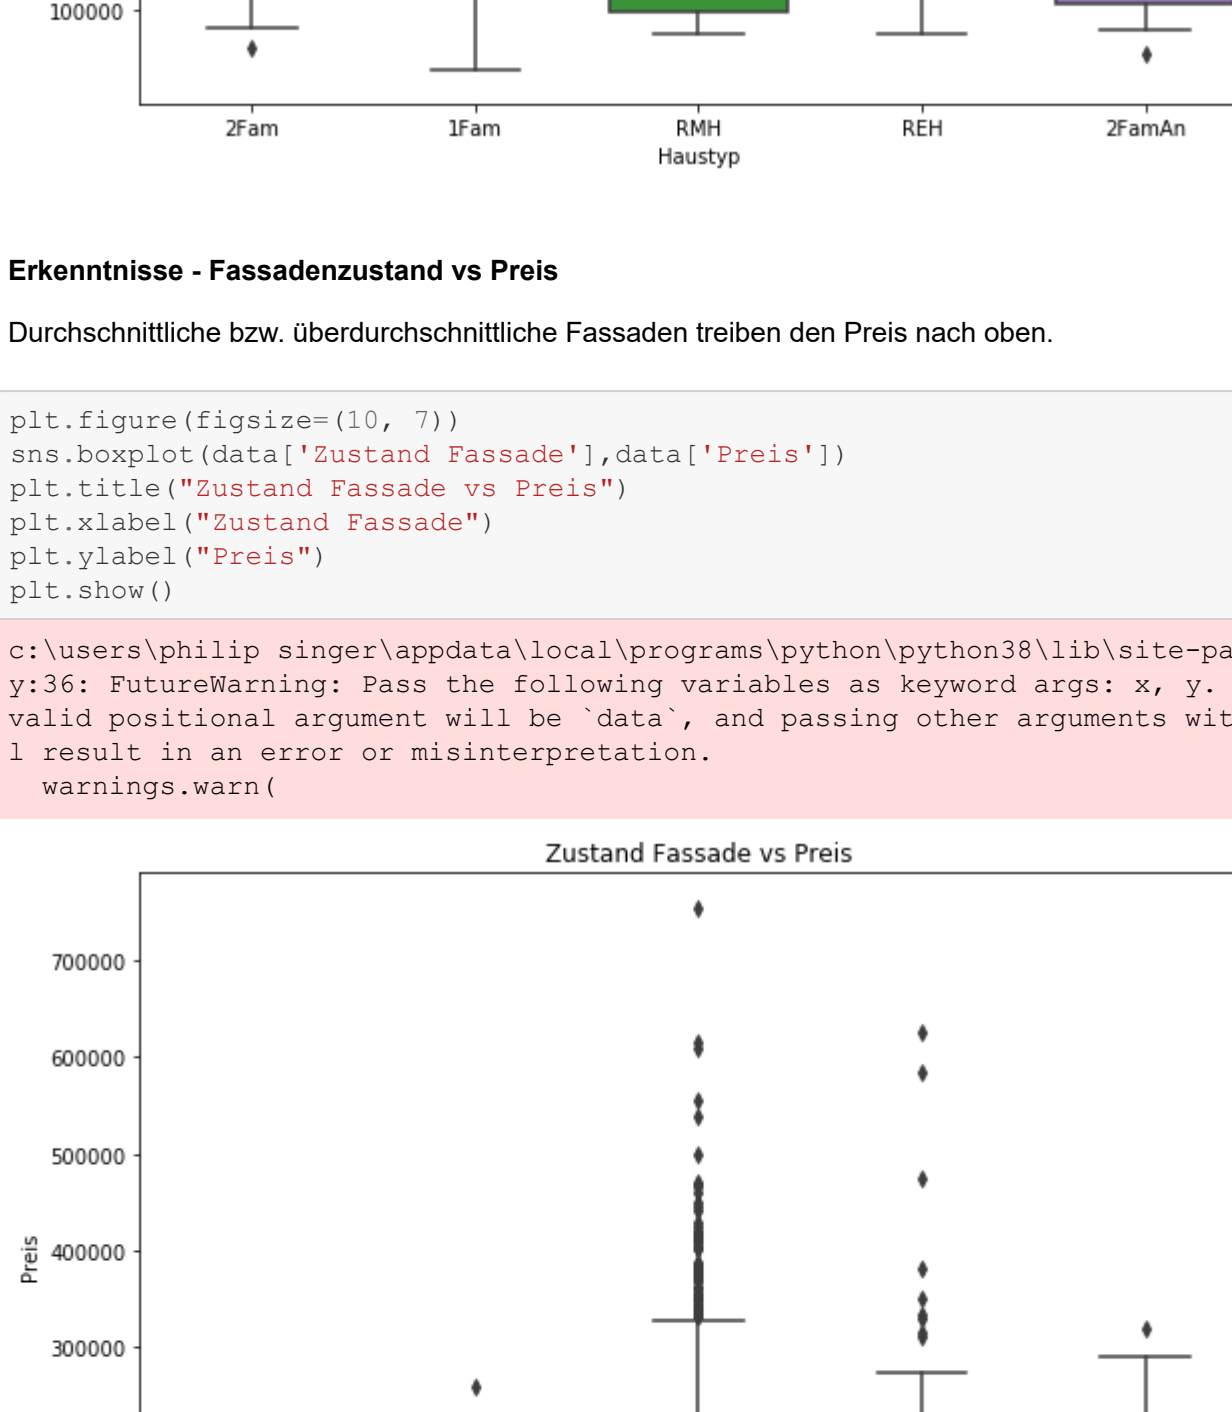 100000
2Fam 1Fam RMH REH 2FamAn
Haustyp
Erkenntnisse - Fassadenzustand vs Preis
Durchschnittliche bzw. überdurchschnittliche Fassaden treiben den Preis nach oben.
plt.figure(figsize=(10, 7))
sns.boxplot(data['Zustand Fassade'],data['Preis'])
plt.title("Zustand Fassade vs Preis")
plt.xlabel("Zustand Fassade")
plt.ylabel("Preis")
plt.show()
c:\users\philip singer\appdata\local\programs\python\python38\lib\site-pa
y:36: FutureWarning: Pass the following variables as keyword args: x, y.
valid positional argument will be `data`, and passing other arguments wit
l result in an error or misinterpretation.
  warnings.warn(
Zustand Fassade vs Preis
700000
600000
500000
Preis
400000
300000